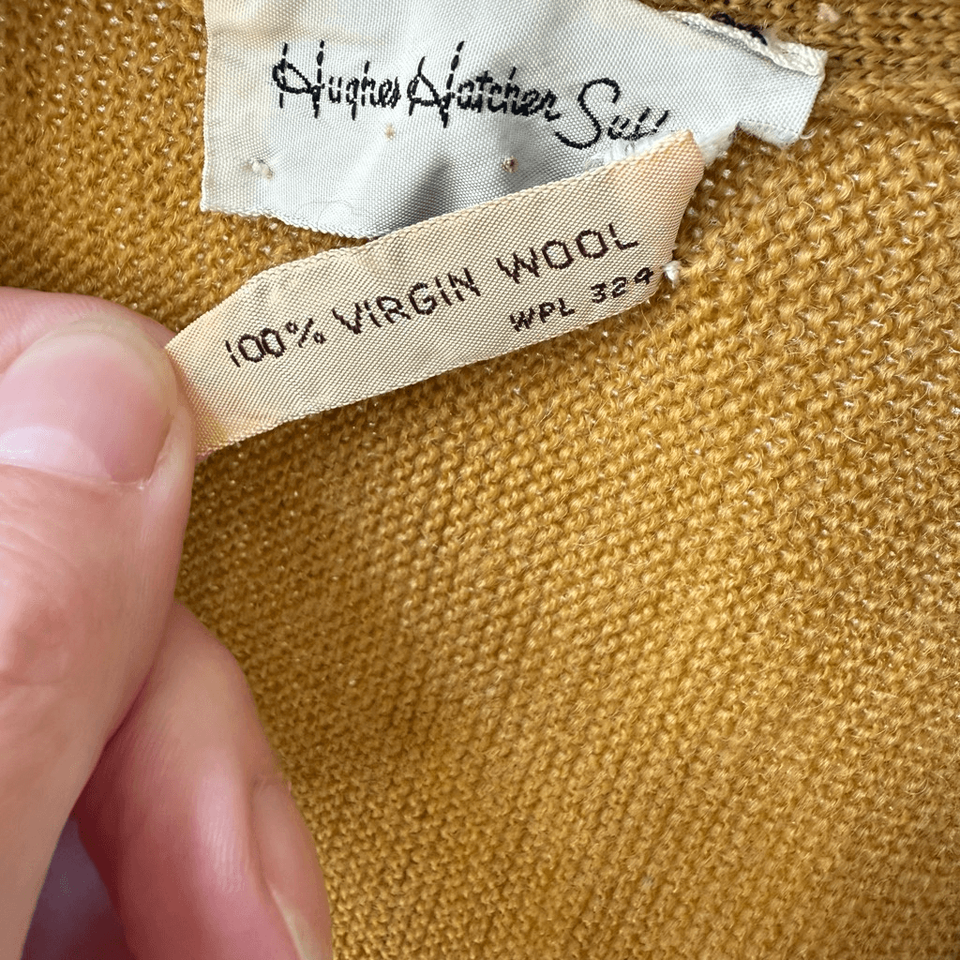 Hughes Hatcher Suff
100% VIRGIN WOOL
WPL 324